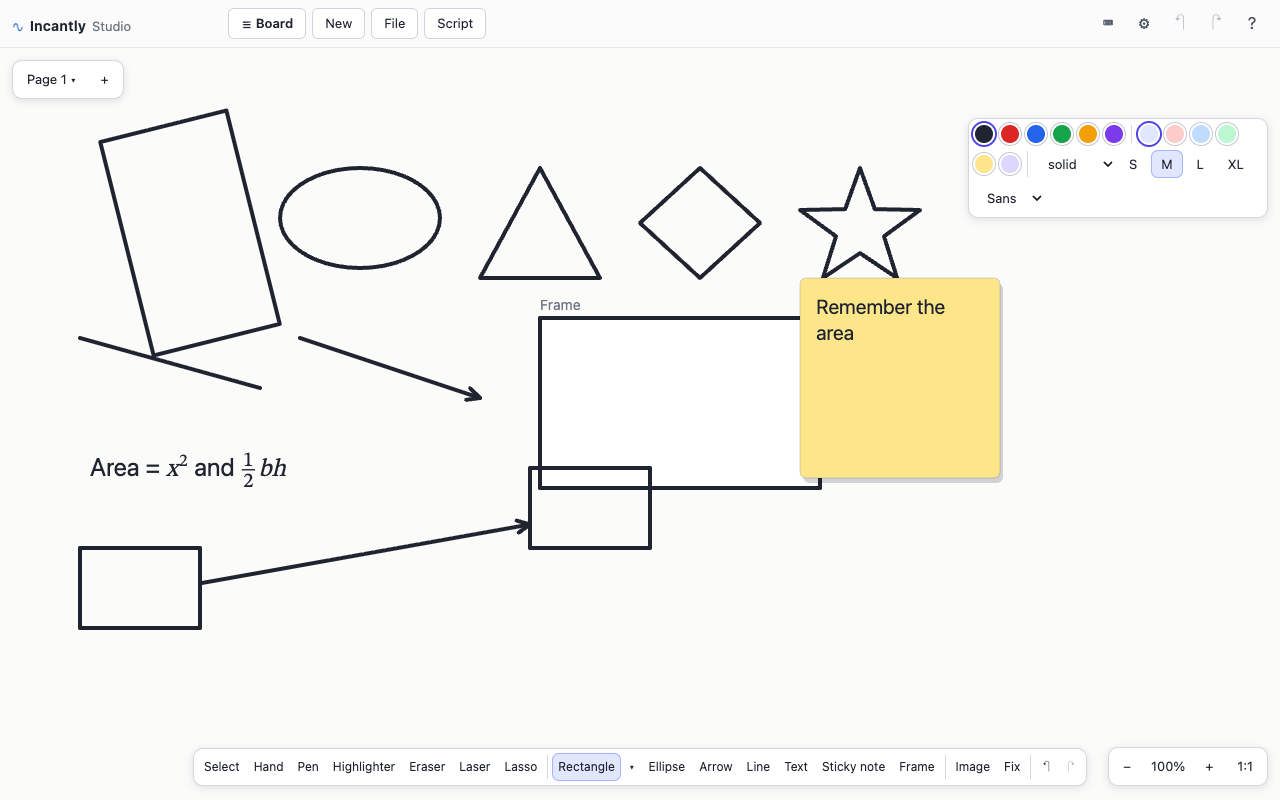 Incantly Studio
≡ Board New File Script
?
Page 1 +
solid S M L XL
Sans
Frame
Remember the
area
Area = x² and 1/2 bh
Select Hand Pen Highlighter Eraser Laser Lasso Rectangle Ellipse Arrow Line Text Sticky note Frame Image Fix
− 100% + 1:1